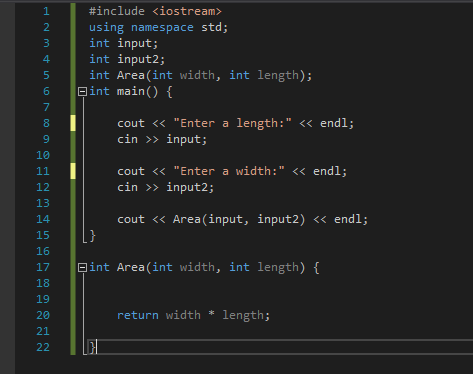 1 #include <iostream>
2 using namespace std;
3 int input;
4 int input2;
5 int Area(int width, int length);
6 int main() {
7
8 cout << "Enter a length:" << endl;
9 cin >> input;
10
11 cout << "Enter a width:" << endl;
12 cin >> input2;
13
14 cout << Area(input, input2) << endl;
15 }
16
17 int Area(int width, int length) {
18
19
20 return width * length;
21
22 }